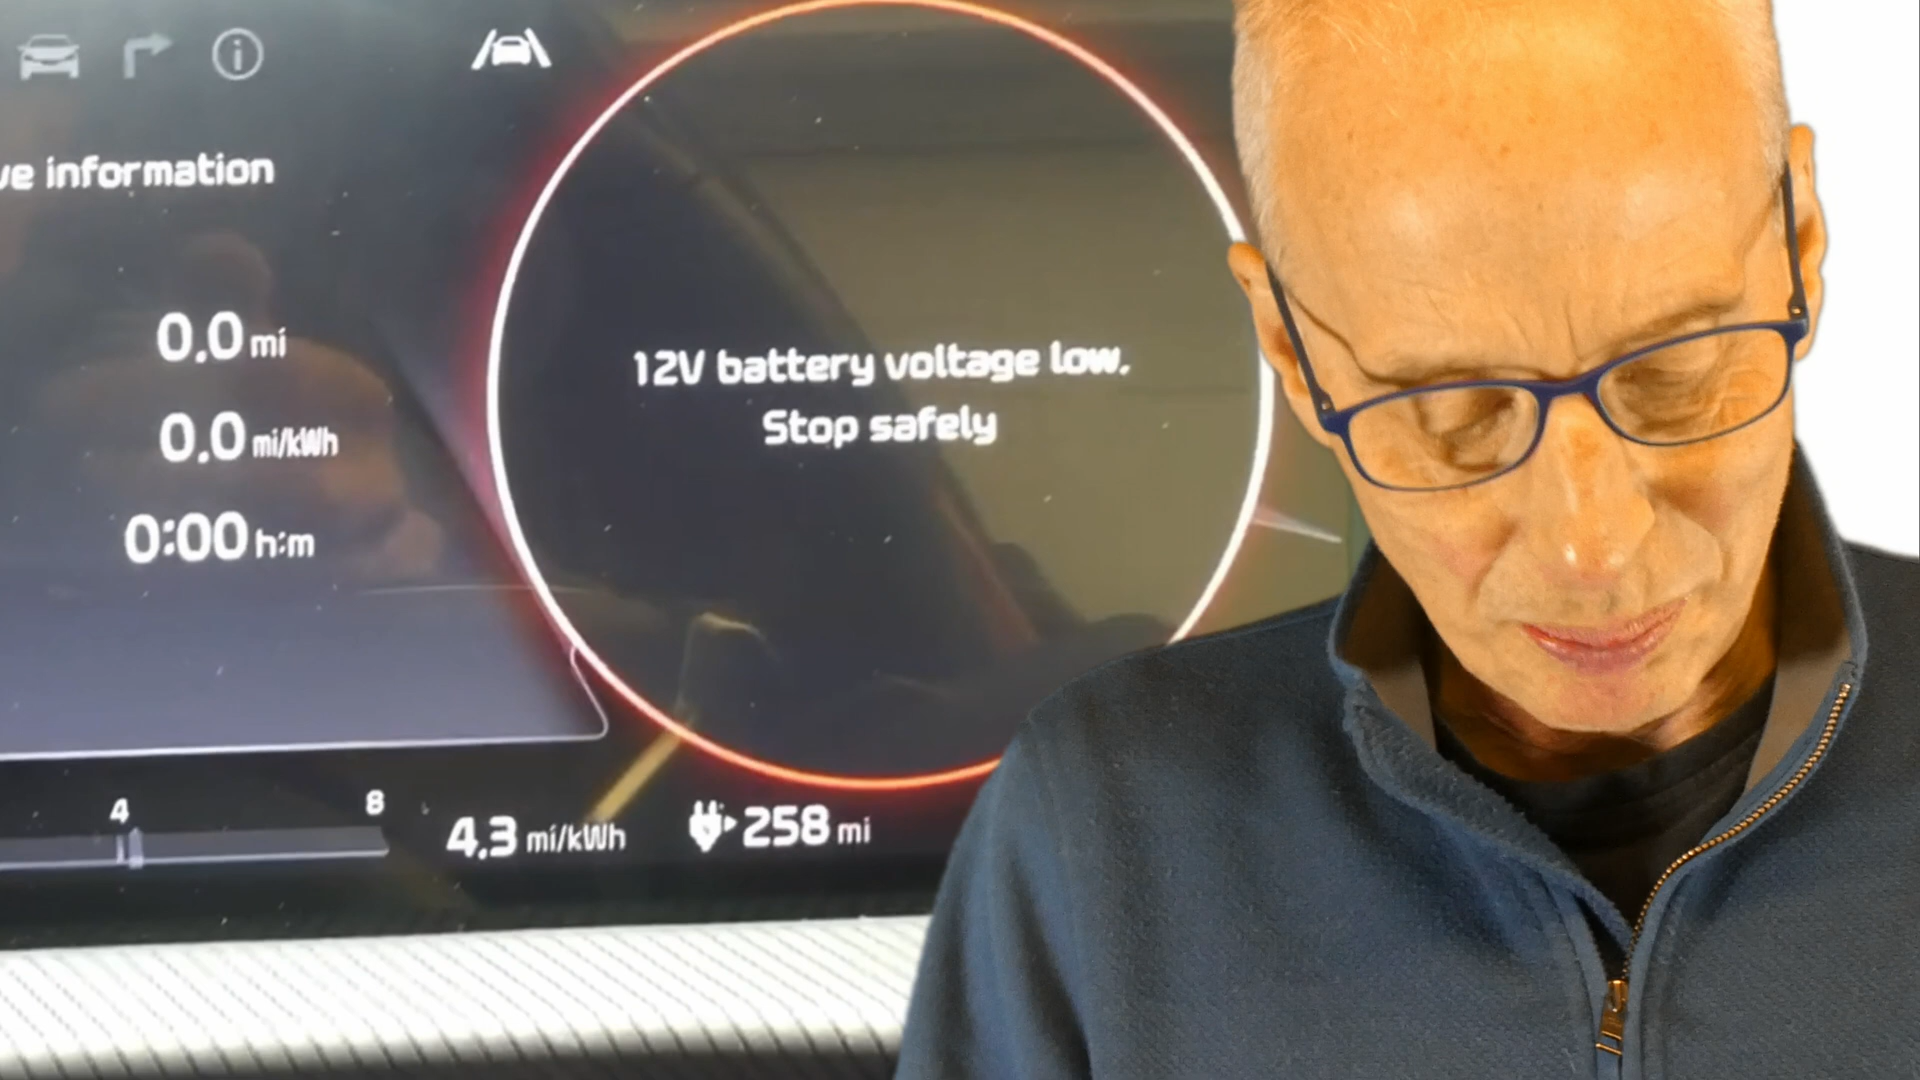 ve information
0.0 mi
0.0 mi/kWh
0:00 h:m
12V battery voltage low.
Stop safely
4 8
4.3 mi/kWh 258 mi